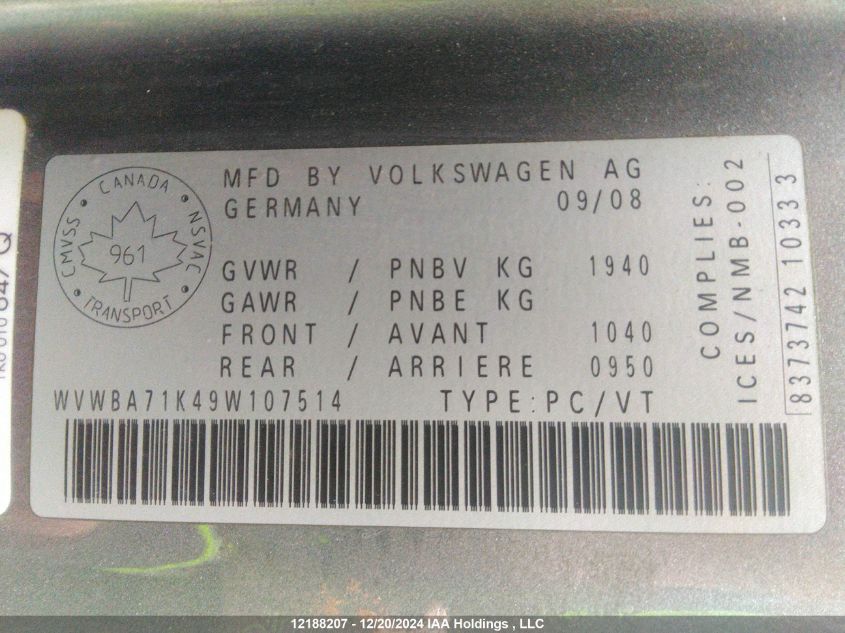 CANADA
CMVSS
NSVAC
961
TRANSPORT
MFD BY VOLKSWAGEN AG
GERMANY 09/08
GVWR / PNBV KG 1940
GAWR / PNBE KG
FRONT / AVANT 1040
REAR / ARRIERE 0950
WVWBA71K49W107514 TYPE:PC/VT
COMPLIES:
ICES/NMB-002
8373742 10333
12188207 - 12/20/2024 IAA Holdings , LLC